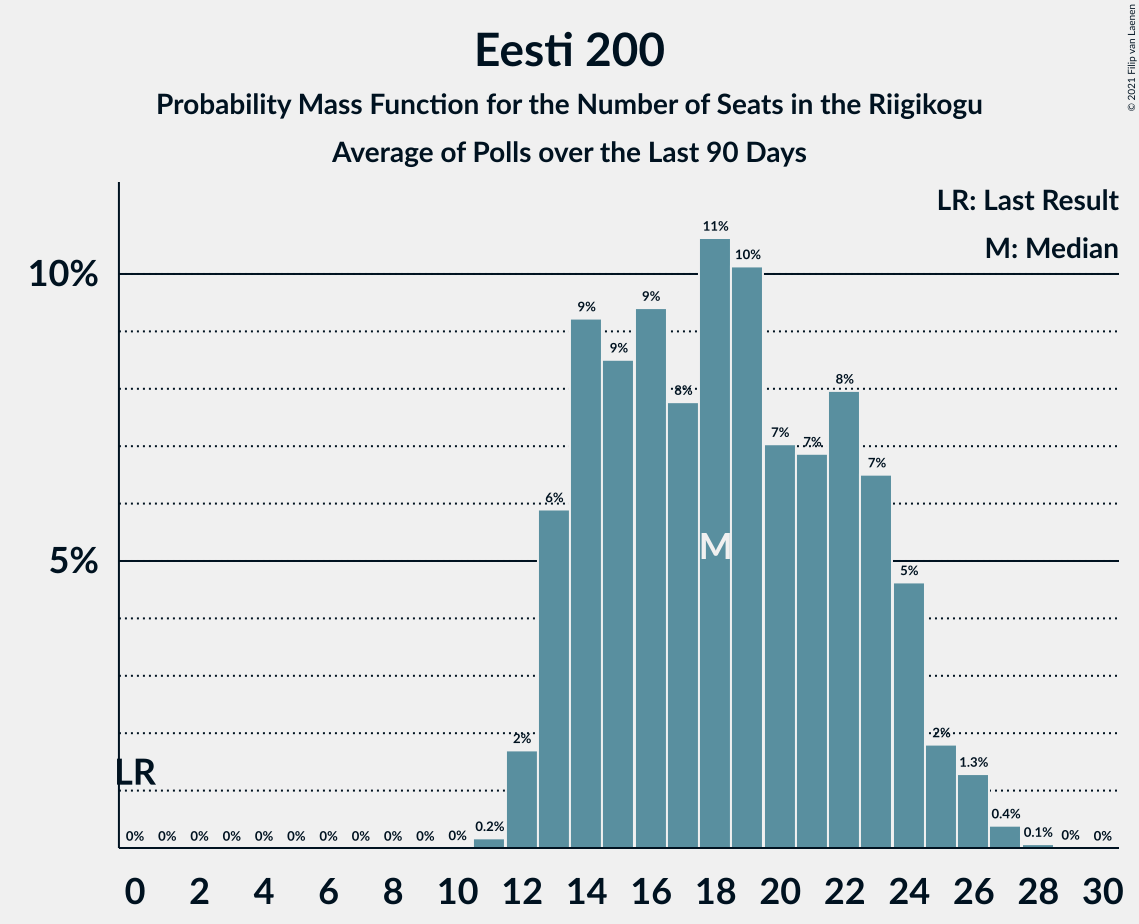 Eesti 200
Probability Mass Function for the Number of Seats in the Riigikogu
Average of Polls over the Last 90 Days
© 2021 Filip van Laenen
LR: Last Result
M: Median
10%
5%
0% 0% 0% 0% 0% 0% 0% 0% 0% 0% 0% 0.2% 2% 6% 9% 9% 9% 8% 11% 10% 7% 7% 8% 7% 5% 2% 1.3% 0.4% 0.1% 0% 0%
M
LR
0 2 4 6 8 10 12 14 16 18 20 22 24 26 28 30